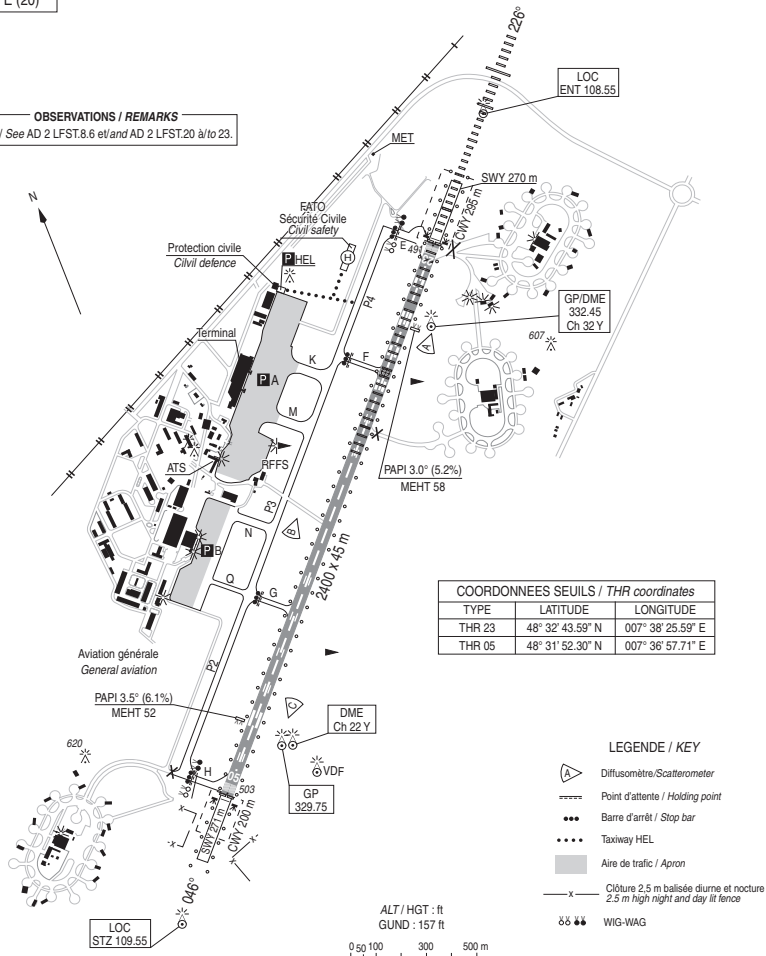 E (20)
226°
LOC
ENT 108.55
OBSERVATIONS / REMARKS
/ See AD 2 LFST.8.6 et/and AD 2 LFST.20 à/to 23.
MET
SWY 270 m
CWY 295 m
N
FATO
Sécurité Civile
Civil safety
H
E
491
Protection civile
Cilvil defence
P HEL
P4
GP/DME
332.45
Ch 32 Y
A
607
Terminal
K
F
P A
M
ATS
RFFS
PAPI 3.0° (5.2%)
MEHT 58
P3
B
N
2400 x 45 m
P B
Q
G
COORDONNEES SEUILS / THR coordinates
TYPE LATITUDE LONGITUDE
THR 23 48° 32' 43.59" N 007° 38' 25.59" E
THR 05 48° 31' 52.30" N 007° 36' 57.71" E
Aviation générale
General aviation
P2
PAPI 3.5° (6.1%)
MEHT 52
C
DME
Ch 22 Y
620
VDF
GP
329.75
H
05
503
SWY 271 m
CWY 200 m
046°
LOC
STZ 109.55
LEGENDE / KEY
A Diffusomètre/Scatterometer
Point d'attente / Holding point
Barre d'arrêt / Stop bar
Taxiway HEL
Aire de trafic / Apron
x Clôture 2,5 m balisée diurne et nocture
2.5 m high night and day lit fence
WIG-WAG
ALT / HGT : ft
GUND : 157 ft
0 50 100 300 500 m